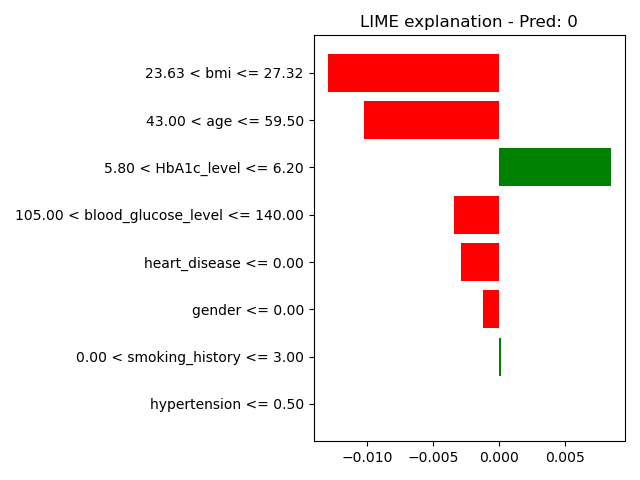 LIME explanation - Pred: 0
23.63 < bmi <= 27.32
43.00 < age <= 59.50
5.80 < HbA1c_level <= 6.20
105.00 < blood_glucose_level <= 140.00
heart_disease <= 0.00
gender <= 0.00
0.00 < smoking_history <= 3.00
hypertension <= 0.50
−0.010 −0.005 0.000 0.005